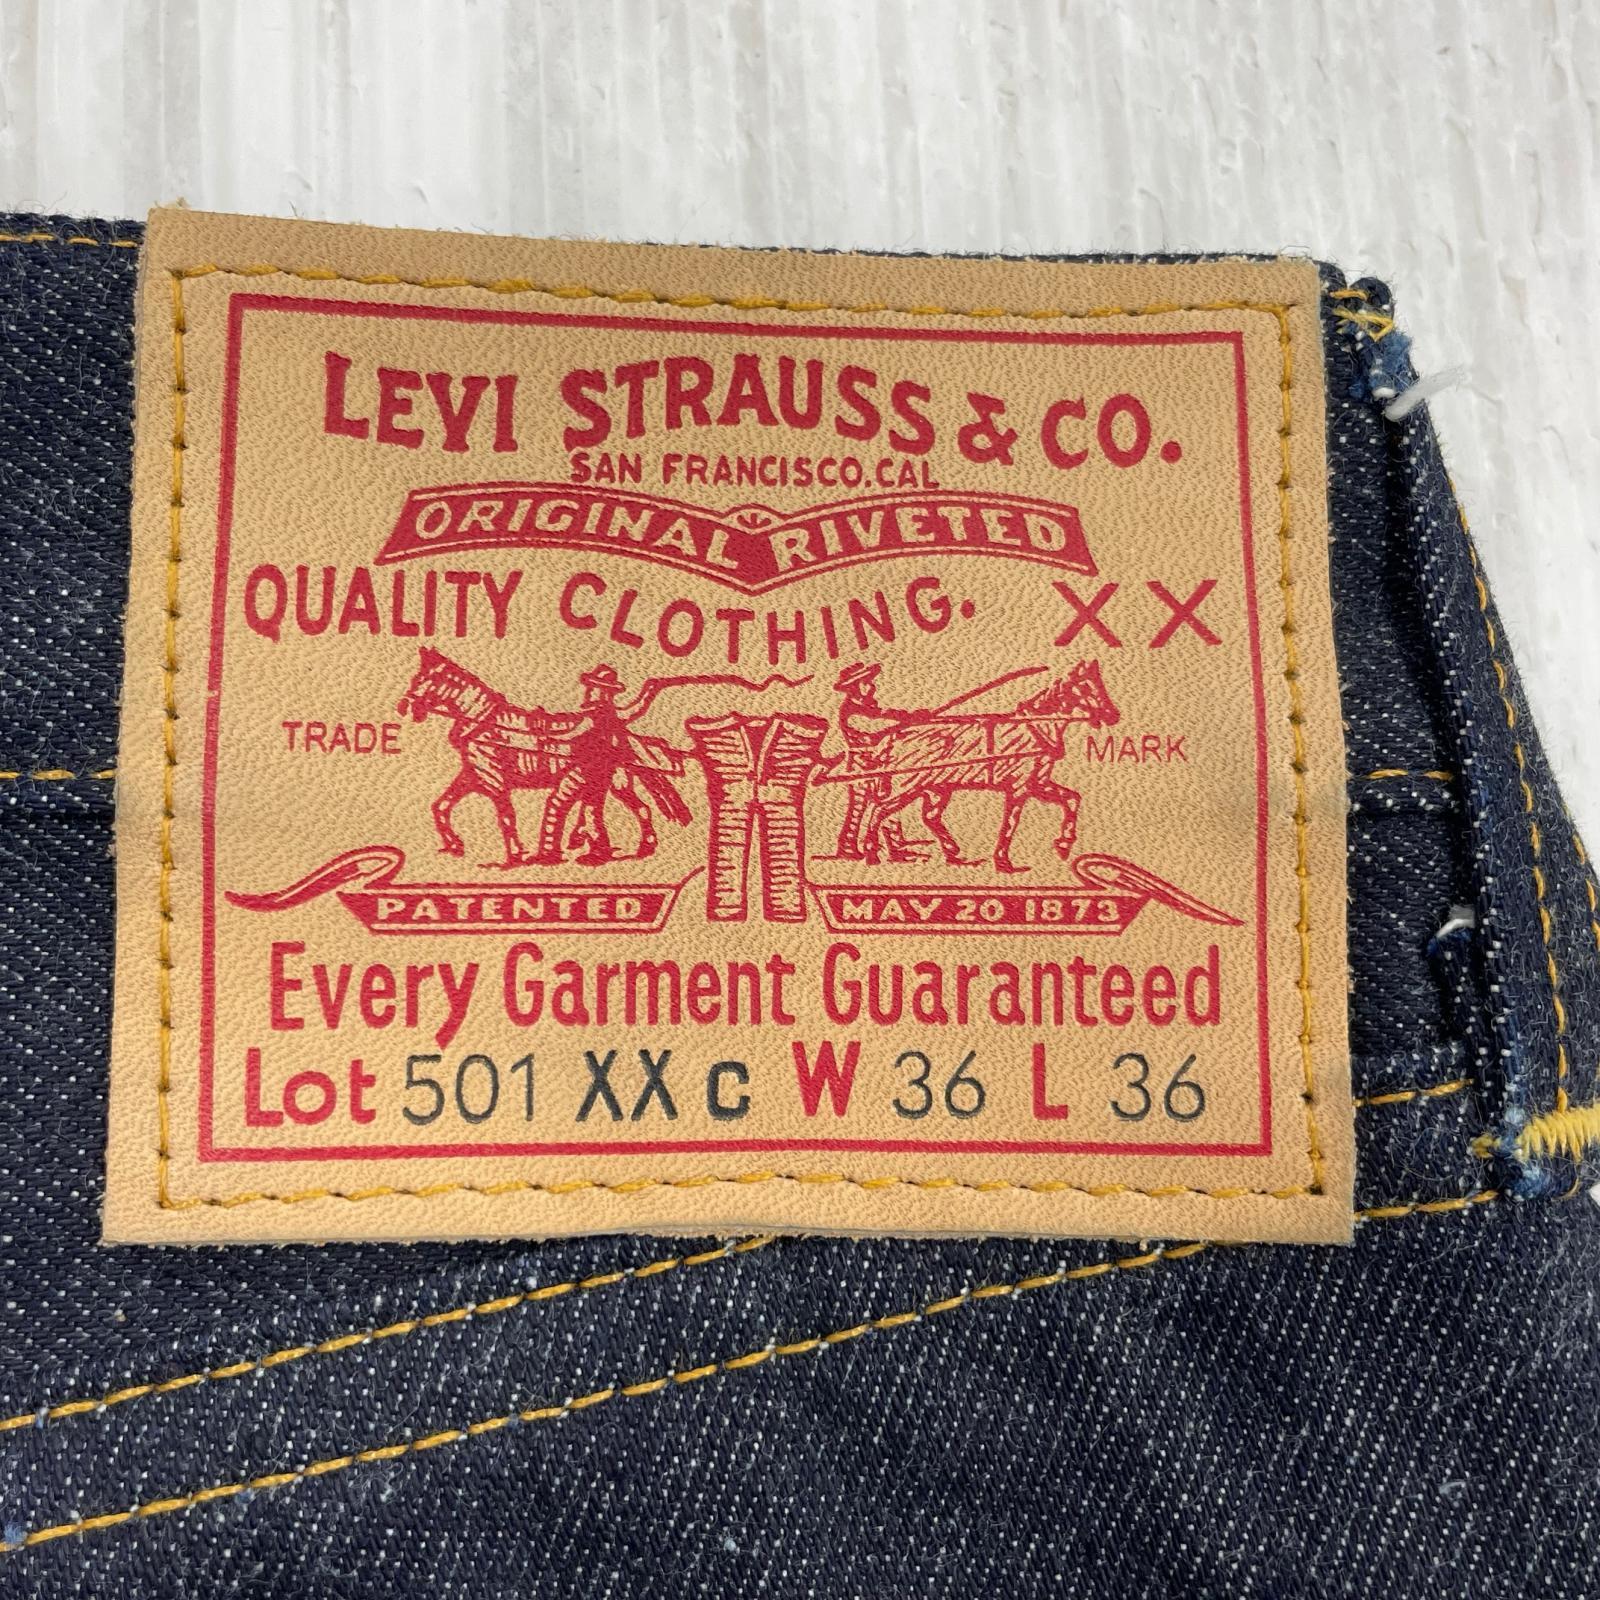 LEVI STRAUSS & CO.
SAN FRANCISCO.CAL
ORIGINAL RIVETED
QUALITY CLOTHING. XX
TRADE MARK
PATENTED MAY 20 1873
Every Garment Guaranteed
Lot 501 XX C W 36 L 36